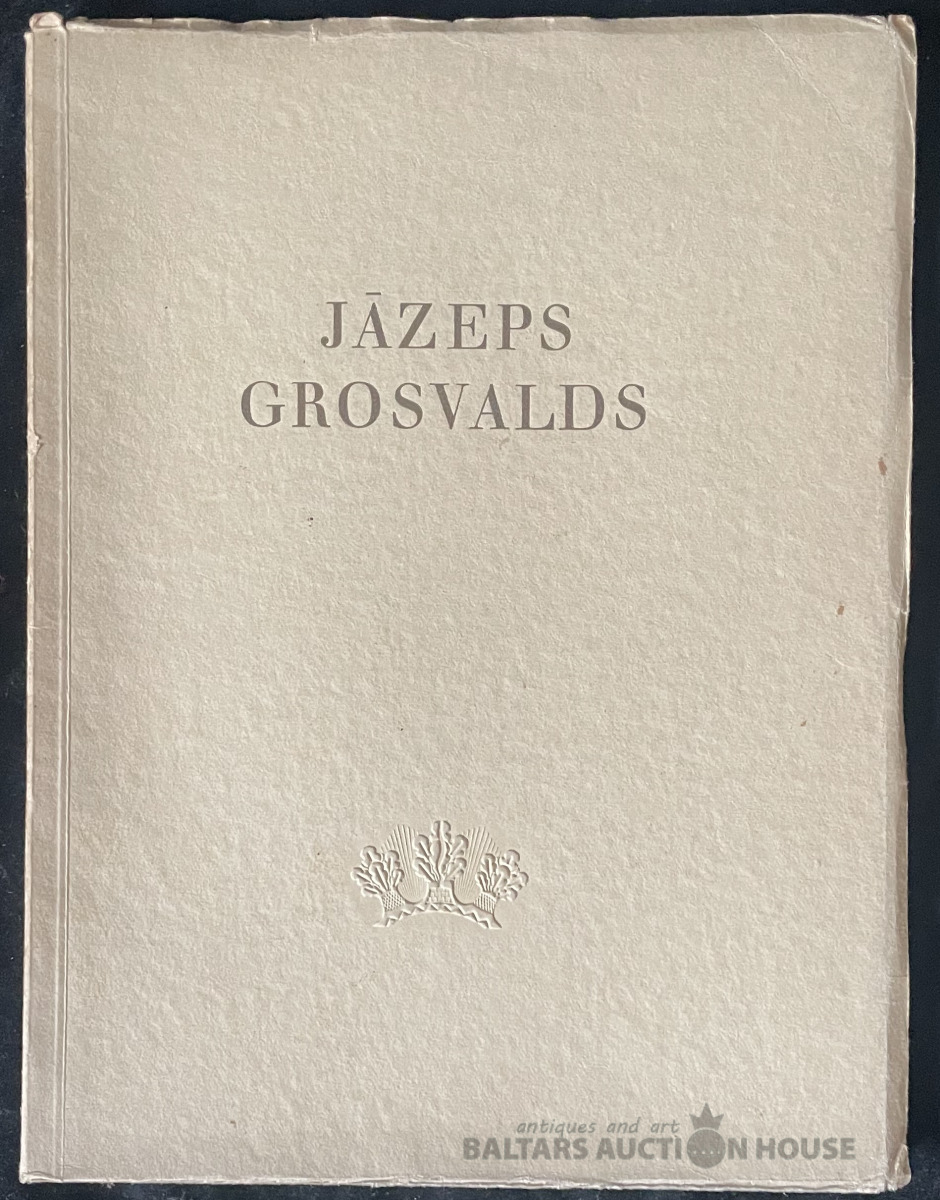 JĀZEPS
GROSVALDS
antiques and art
BALTARS AUCTION HOUSE